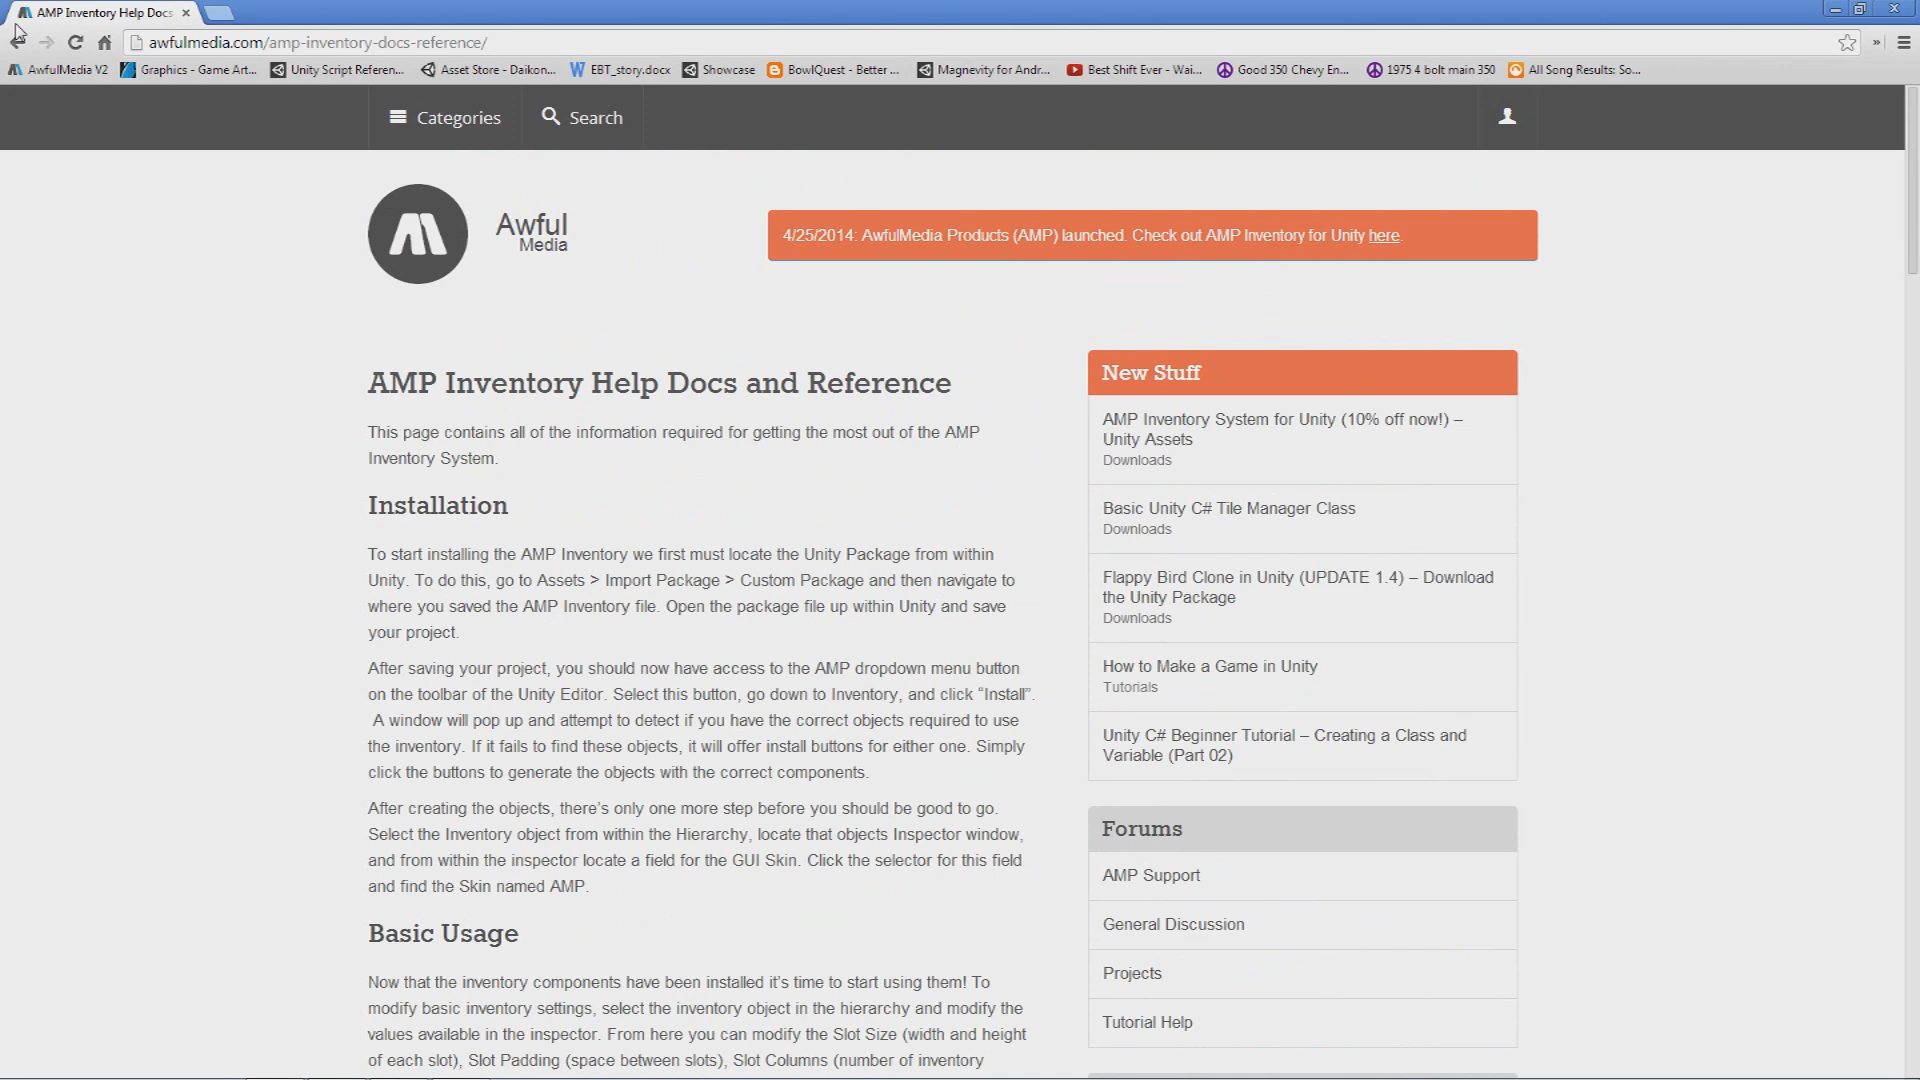 AMP Inventory Help Docs
awfulmedia.com/amp-inventory-docs-reference/
AwfulMedia V2
Graphics - Game Art...
Unity Script Referen...
Asset Store - Daikon...
EBT_story.docx
Showcase
BowlQuest - Better ...
Magnevity for Andr...
Best Shift Ever - Wai...
Good 350 Chevy En...
1975 4 bolt main 350
All Song Results: So...
Categories
Search
Awful
Media
4/25/2014: AwfulMedia Products (AMP) launched. Check out AMP Inventory for Unity here.
AMP Inventory Help Docs and Reference
This page contains all of the information required for getting the most out of the AMP
Inventory System.
Installation
To start installing the AMP Inventory we first must locate the Unity Package from within
Unity. To do this, go to Assets > Import Package > Custom Package and then navigate to
where you saved the AMP Inventory file. Open the package file up within Unity and save
your project.
After saving your project, you should now have access to the AMP dropdown menu button
on the toolbar of the Unity Editor. Select this button, go down to Inventory, and click “Install”.
A window will pop up and attempt to detect if you have the correct objects required to use
the inventory. If it fails to find these objects, it will offer install buttons for either one. Simply
click the buttons to generate the objects with the correct components.
After creating the objects, there’s only one more step before you should be good to go.
Select the Inventory object from within the Hierarchy, locate that objects Inspector window,
and from within the inspector locate a field for the GUI Skin. Click the selector for this field
and find the Skin named AMP.
Basic Usage
Now that the inventory components have been installed it’s time to start using them! To
modify basic inventory settings, select the inventory object in the hierarchy and modify the
values available in the inspector. From here you can modify the Slot Size (width and height
of each slot), Slot Padding (space between slots), Slot Columns (number of inventory
New Stuff
AMP Inventory System for Unity (10% off now!) –
Unity Assets
Downloads
Basic Unity C# Tile Manager Class
Downloads
Flappy Bird Clone in Unity (UPDATE 1.4) – Download
the Unity Package
Downloads
How to Make a Game in Unity
Tutorials
Unity C# Beginner Tutorial – Creating a Class and
Variable (Part 02)
Forums
AMP Support
General Discussion
Projects
Tutorial Help